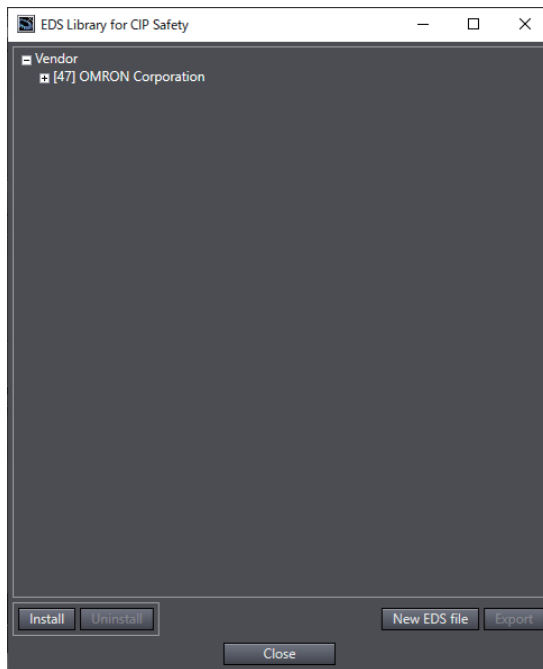 EDS Library for CIP Safety
Vendor
[47] OMRON Corporation
Install Uninstall New EDS file Export
Close